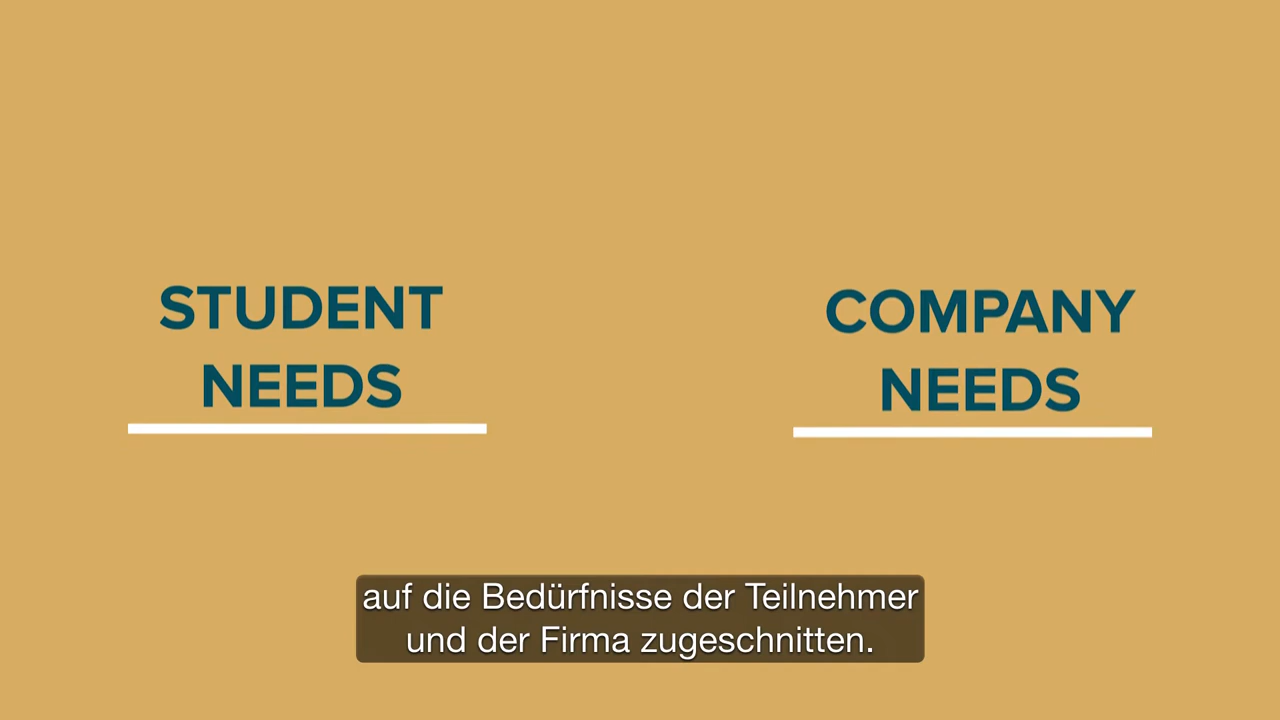 STUDENT
NEEDS
COMPANY
NEEDS
auf die Bedürfnisse der Teilnehmer
und der Firma zugeschnitten.